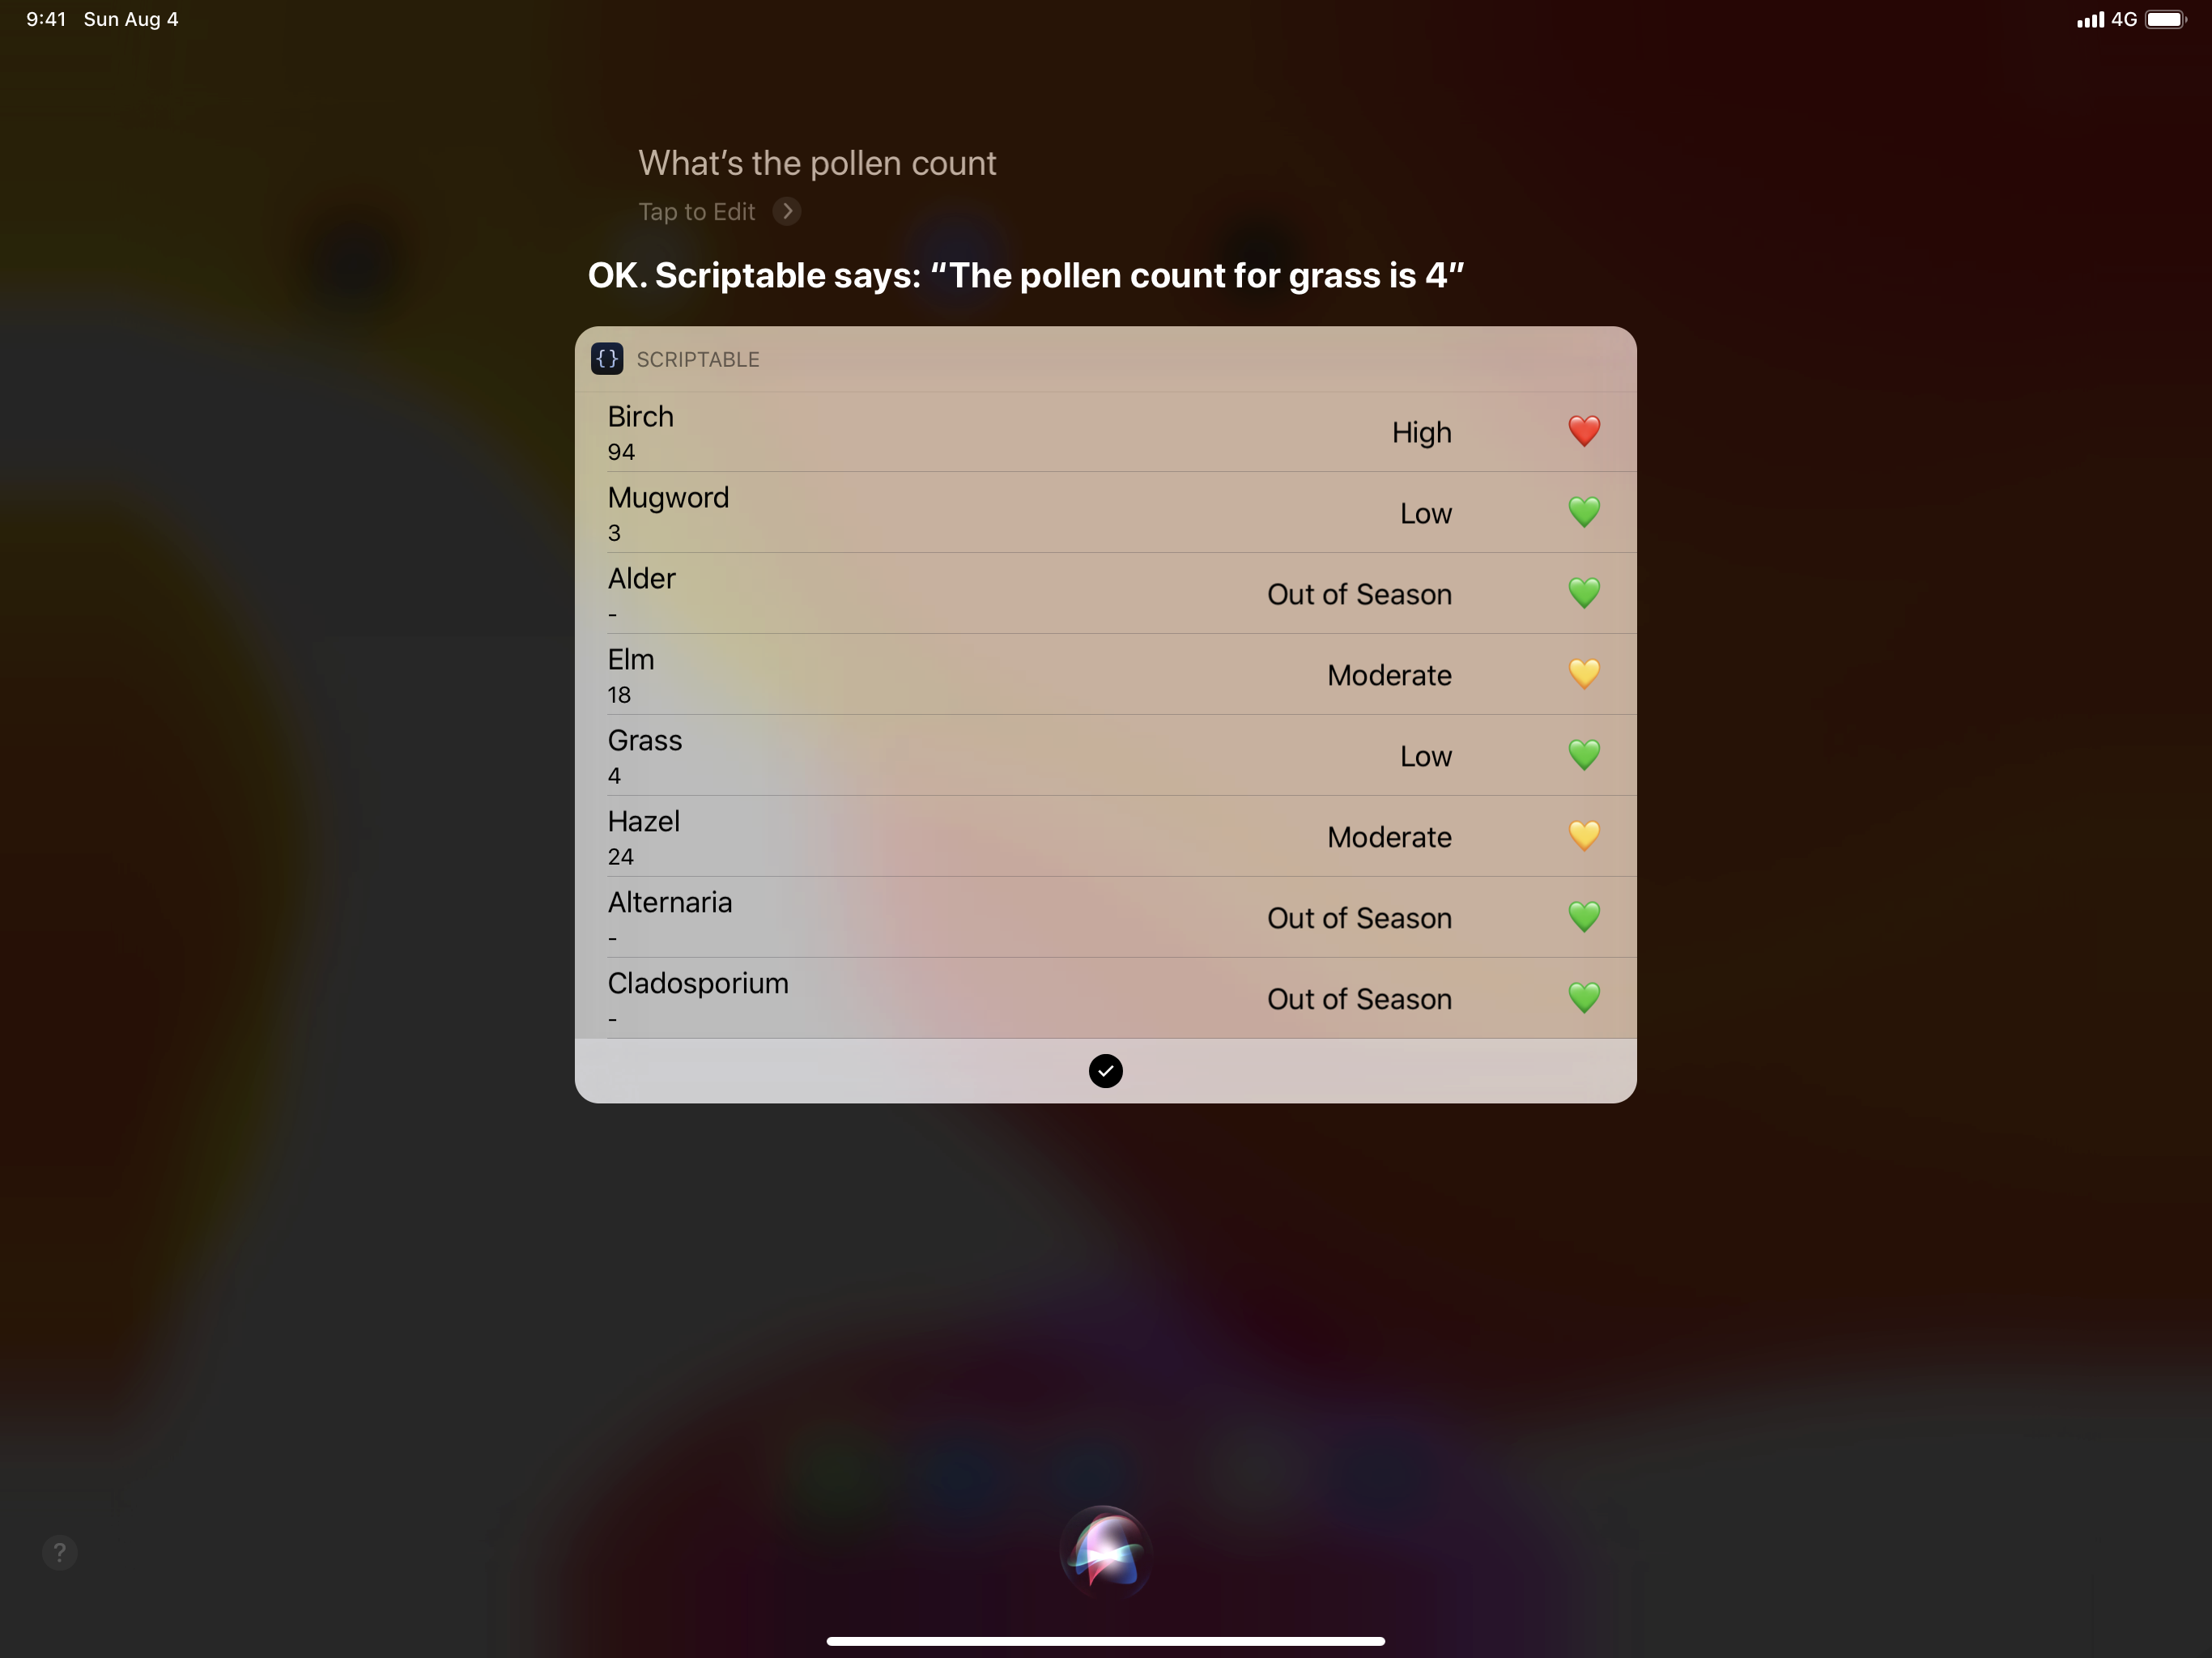 9:41 Sun Aug 4 4G
What’s the pollen count
Tap to Edit
OK. Scriptable says: “The pollen count for grass is 4”
{} SCRIPTABLE
Birch
94
High
Mugword
3
Low
Alder
-
Out of Season
Elm
18
Moderate
Grass
4
Low
Hazel
24
Moderate
Alternaria
-
Out of Season
Cladosporium
-
Out of Season
?